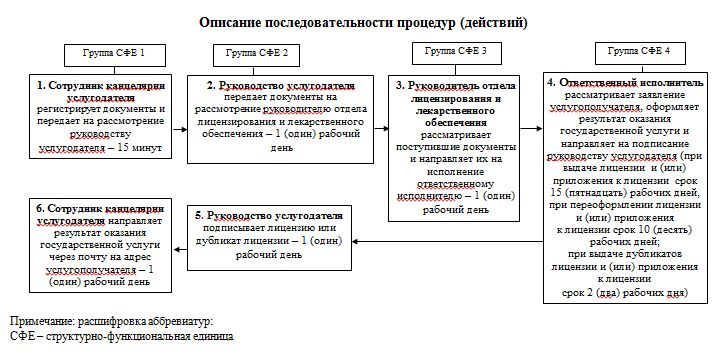 Описание последовательности процедур (действий)
Группа СФЕ 1
Группа СФЕ 2
Группа СФЕ 3
Группа СФЕ 4
1. Сотрудник канцелярии
услугодателя
регистрирует документы и
передает на рассмотрение
руководству
услугодателя – 15 минут
2. Руководство услугодателя
передает документы на
рассмотрение руководителю отдела
лицензирования и лекарственного
обеспечения – 1 (один) рабочий
день
3. Руководитель отдела
лицензирования и
лекарственного
обеспечения
рассматривает
поступившие документы
и направляет их на
исполнение
ответственному
исполнителю – 1 (один)
рабочий день
4. Ответственный исполнитель
рассматривает заявление
услугополучателя, оформляет
результат оказания
государственной услуги и
направляет на подписание
руководству услугодателя (при
выдаче лицензии и (или)
приложения к лицензии срок
15 (пятнадцать) рабочих дней,
при переоформлении лицензии
и (или) приложения
к лицензии срок 10 (десять)
рабочих дней;
при выдаче дубликатов
лицензии и (или) приложения
к лицензии
срок 2 (два) рабочих дня)
6. Сотрудник канцелярии
услугодателя направляет
результат оказания
государственной услуги
через почту на адрес
услугополучателя – 1
(один) рабочий день
5. Руководство услугодателя
подписывает лицензию или
дубликат лицензии – 1 (один)
рабочий день
Примечание: расшифровка аббревиатур:
СФЕ – структурно-функциональная единица